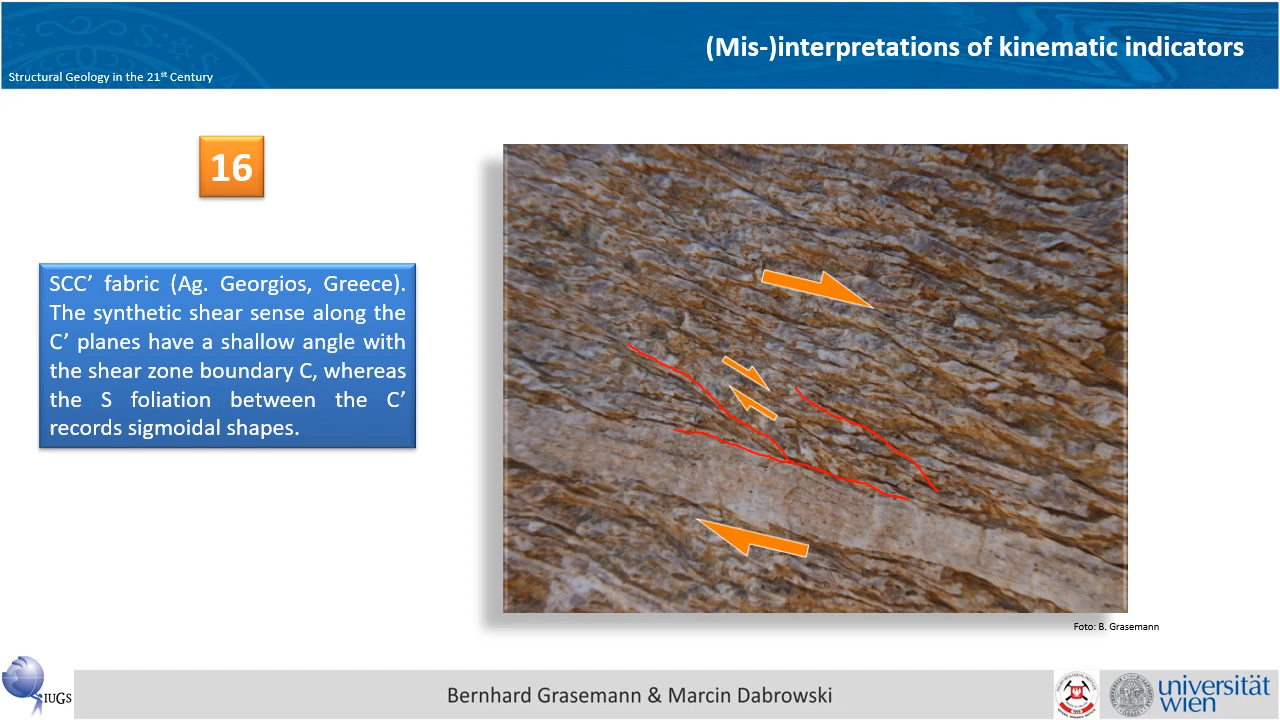 (Mis-)interpretations of kinematic indicators
Structural Geology in the 21st Century
16
SCC’ fabric (Ag. Georgios, Greece).
The synthetic shear sense along the
C’ planes have a shallow angle with
the shear zone boundary C, whereas
the S foliation between the C’
records sigmoidal shapes.
Foto: B. Grasemann
IUGS
Bernhard Grasemann & Marcin Dabrowski
universität
wien